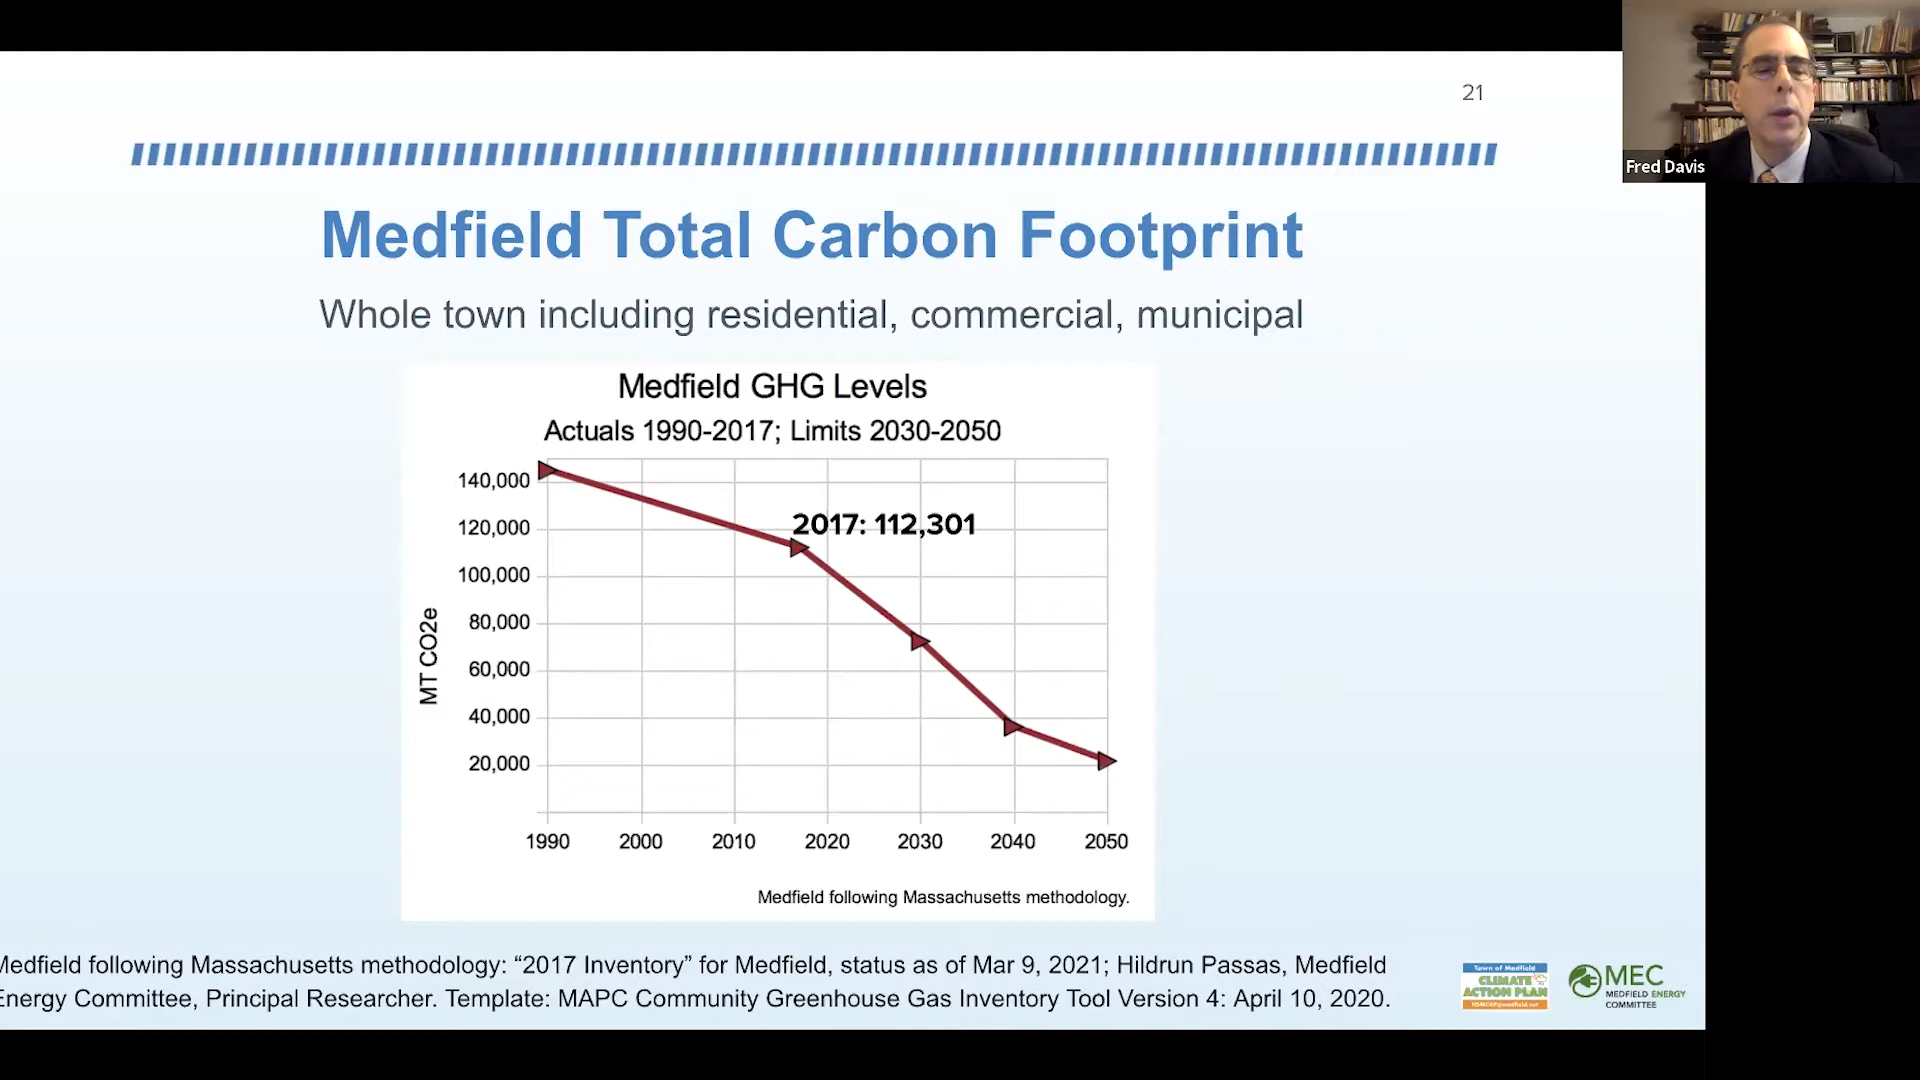 21
Fred Davis
Medfield Total Carbon Footprint
Whole town including residential, commercial, municipal
Medfield GHG Levels
Actuals 1990-2017; Limits 2030-2050
140,000
120,000
100,000
80,000
60,000
40,000
20,000
MT CO2e
2017: 112,301
1990 2000 2010 2020 2030 2040 2050
Medfield following Massachusetts methodology.
Medfield following Massachusetts methodology: “2017 Inventory” for Medfield, status as of Mar 9, 2021; Hildrun Passas, Medfield
Energy Committee, Principal Researcher. Template: MAPC Community Greenhouse Gas Inventory Tool Version 4: April 10, 2020.
Town of Medfield
CLIMATE
ACTION PLAN
MEC
MEDFIELD ENERGY
COMMITTEE